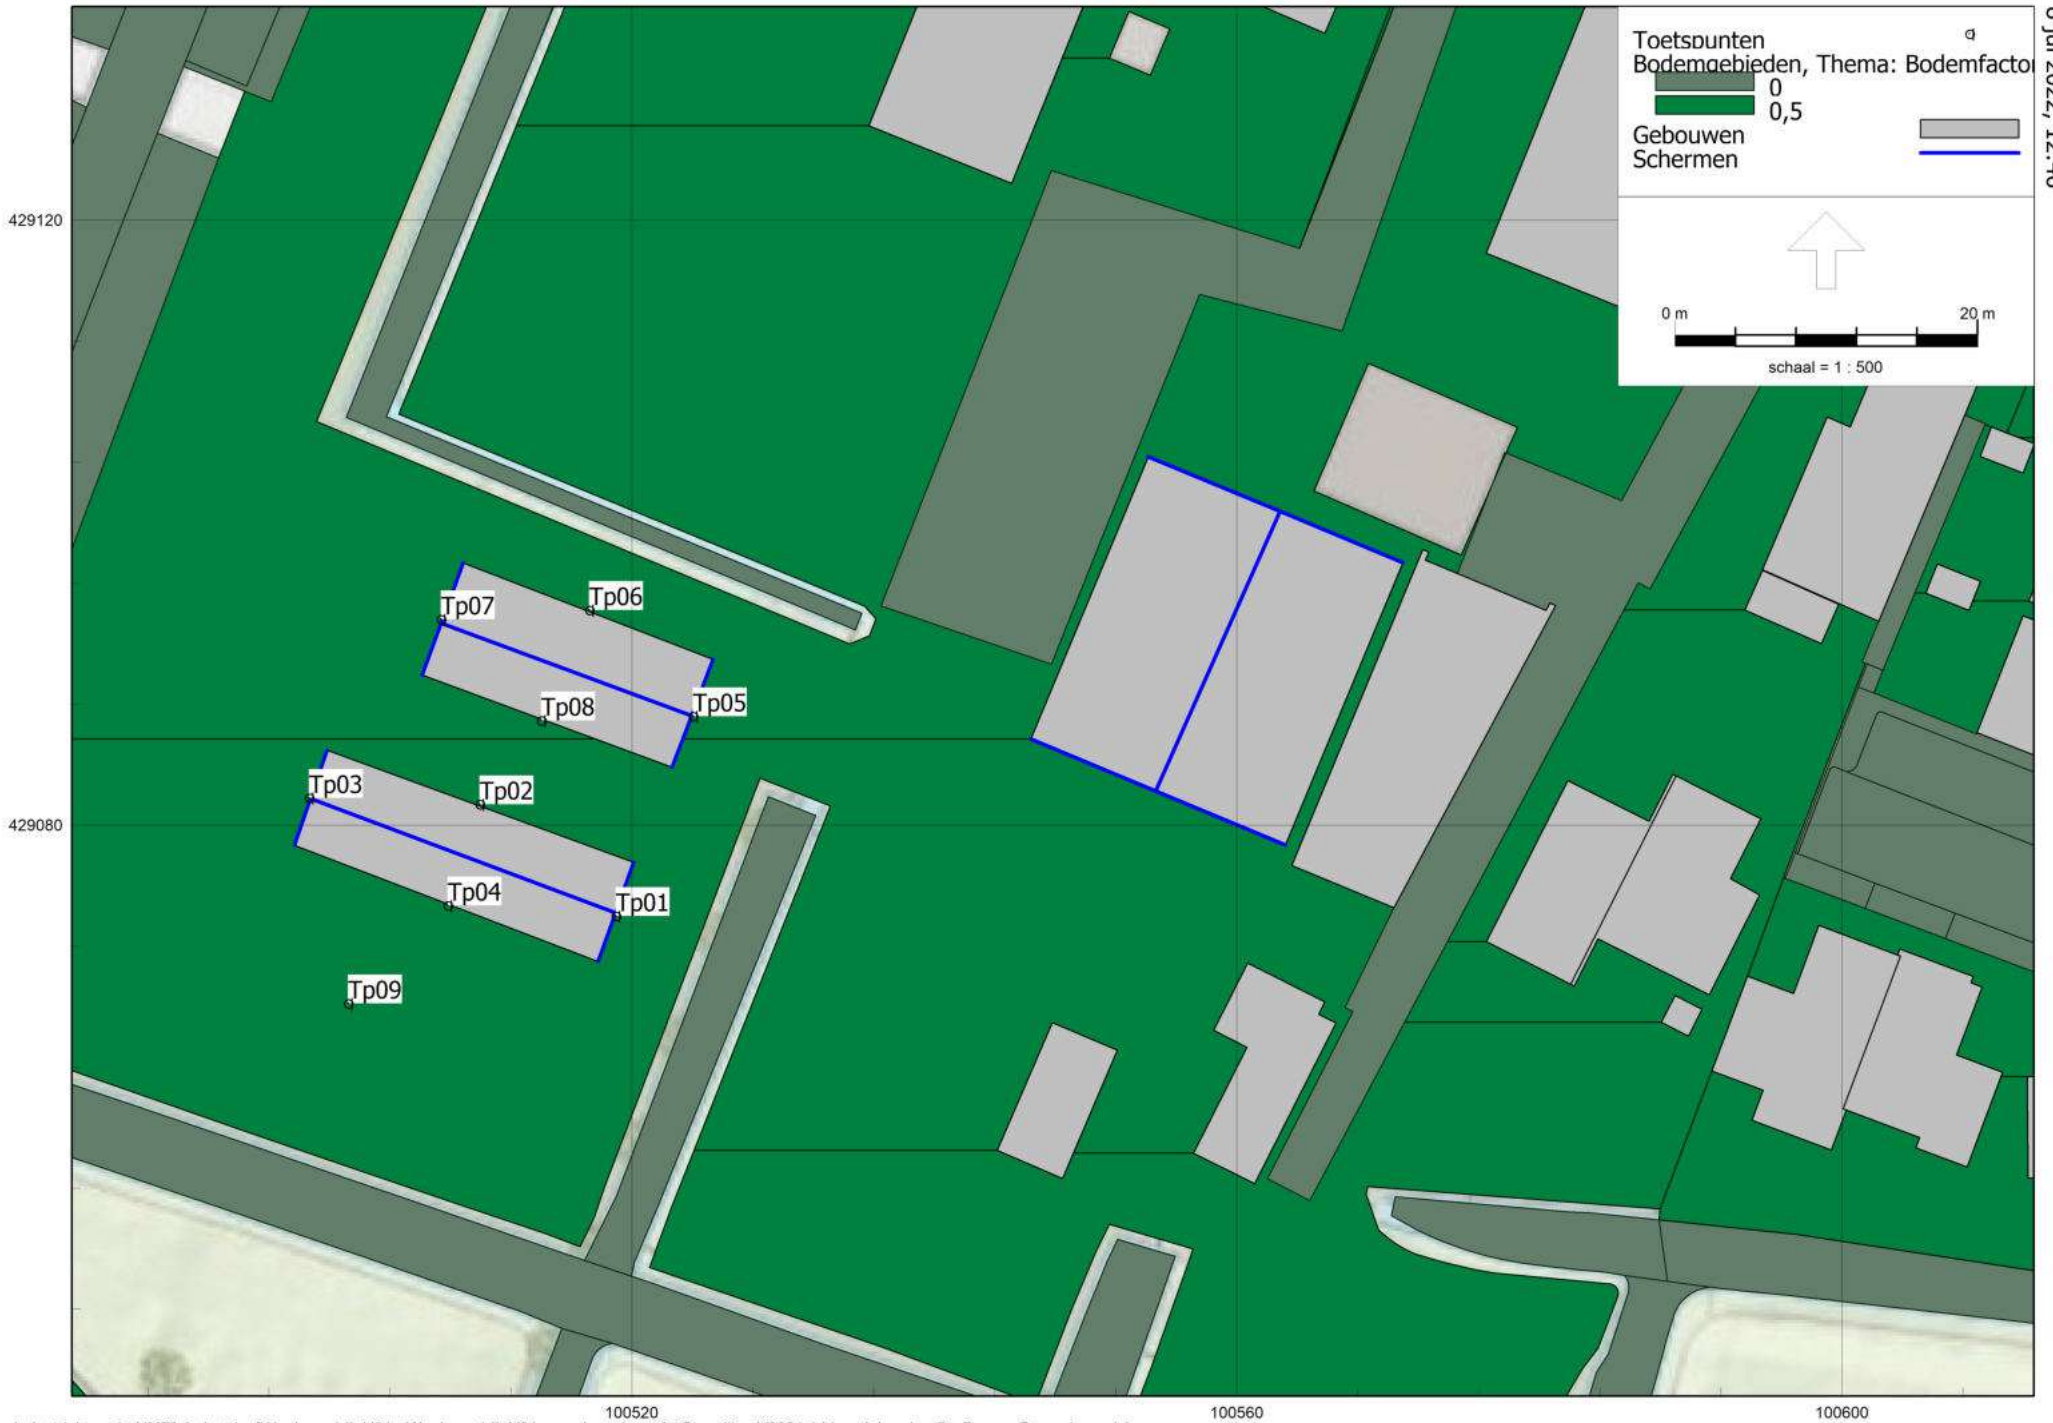 Toetspunten
Bodemgebieden, Thema: Bodemfactor
0
0,5
Gebouwen
Schermen
0 m 20 m
schaal = 1 : 500
429120
Tp06
Tp07
Tp08
Tp05
Tp03
Tp02
429080
Tp04
Tp01
Tp09
100520 100560 100600